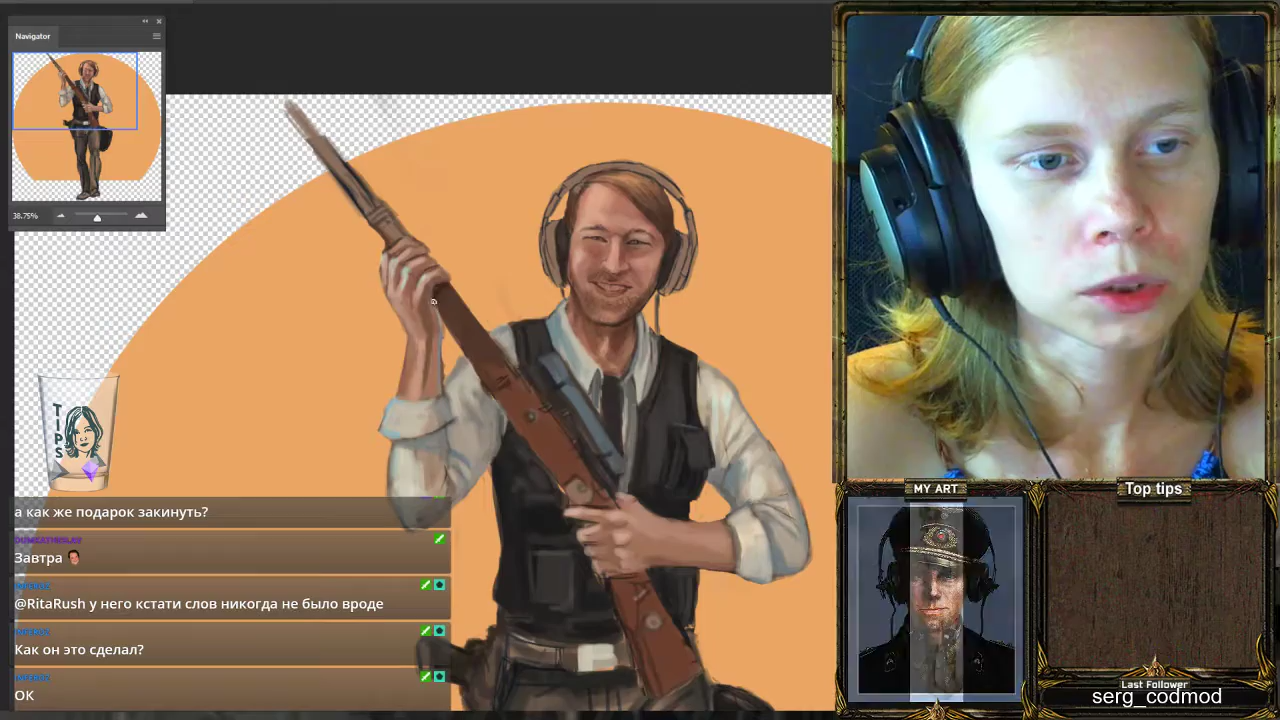 Navigator
38.75%
TIPS
а как же подарок закинуть?
Завтра
@RitaRush у него кстати слов никогда не было вроде
Как он это сделал?
ОК
MY ART
Top tips
Last Follower
serg_codmod